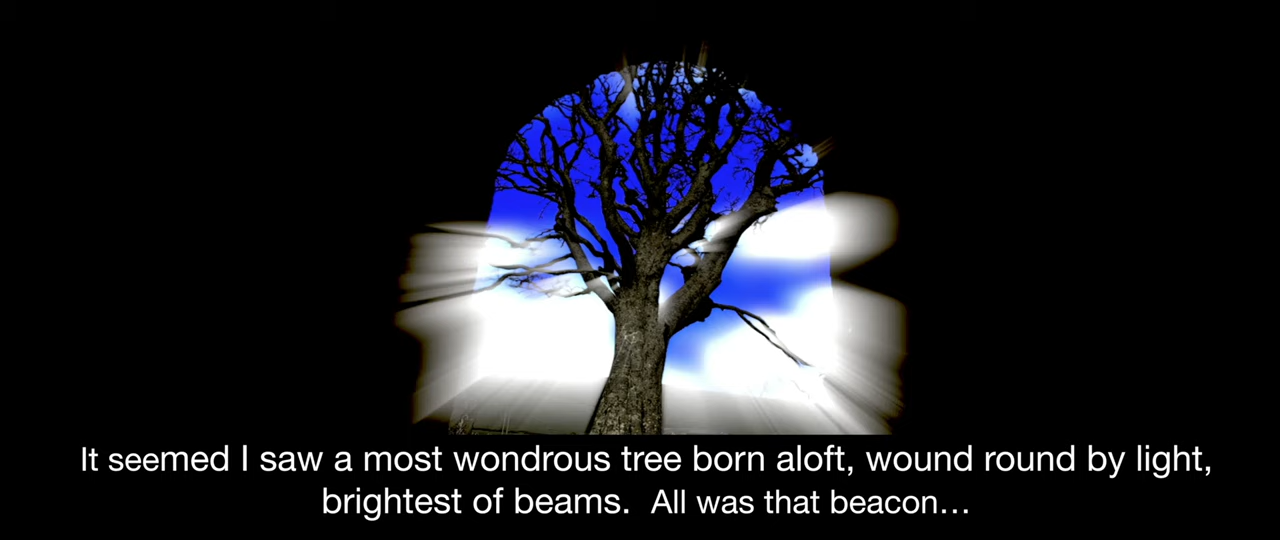 It seemed I saw a most wondrous tree born aloft, wound round by light,
brightest of beams.  All was that beacon…